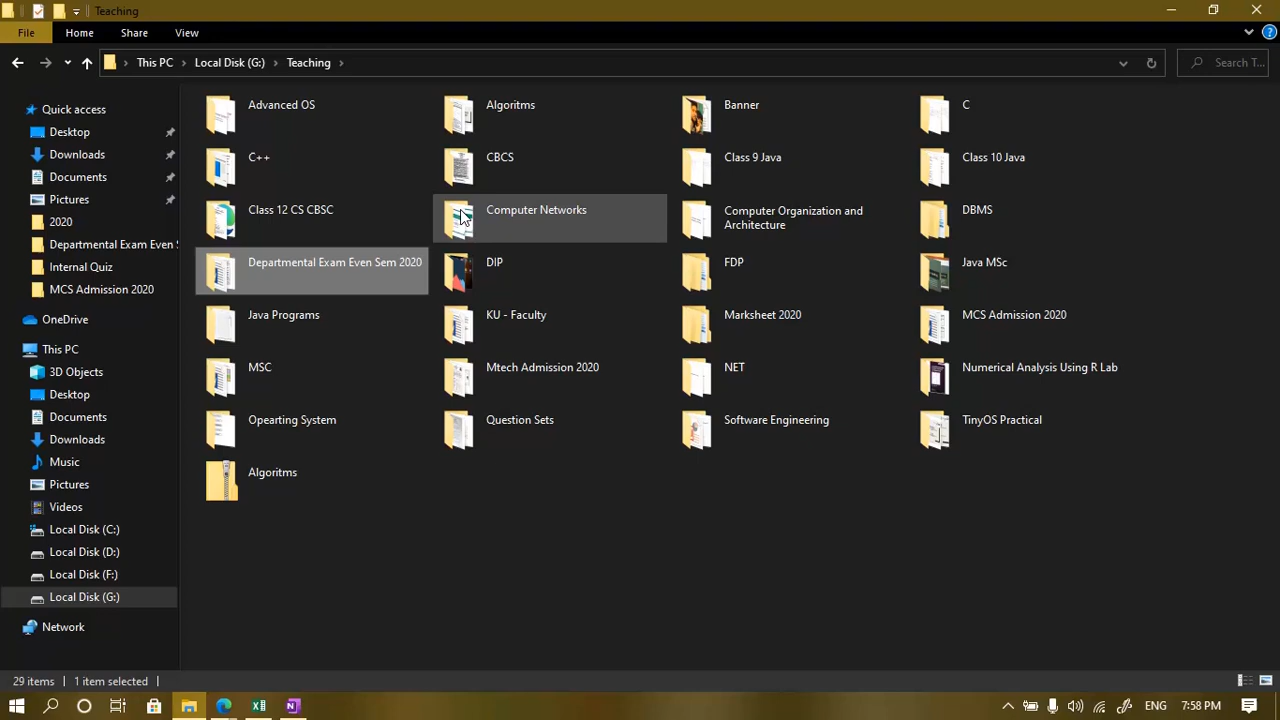 Teaching
File Home Share View
This PC Local Disk (G:) Teaching Search T...
Quick access
Desktop
Downloads
Documents
Pictures
2020
Departmental Exam Even S
Internal Quiz
MCS Admission 2020
OneDrive
This PC
3D Objects
Desktop
Documents
Downloads
Music
Pictures
Videos
Local Disk (C:)
Local Disk (D:)
Local Disk (F:)
Local Disk (G:)
Network
Advanced OS Algoritms Banner C
C++ CBCS Class 9 Java Class 10 Java
Class 12 CS CBSC Computer Networks Computer Organization and DBMS
Architecture
Departmental Exam Even Sem 2020 DIP FDP Java MSc
Java Programs KU - Faculty Marksheet 2020 MCS Admission 2020
MSC Mtech Admission 2020 NET Numerical Analysis Using R Lab
Opearting System Question Sets Software Engineering TinyOS Practical
Algoritms
29 items 1 item selected
ENG 7:58 PM